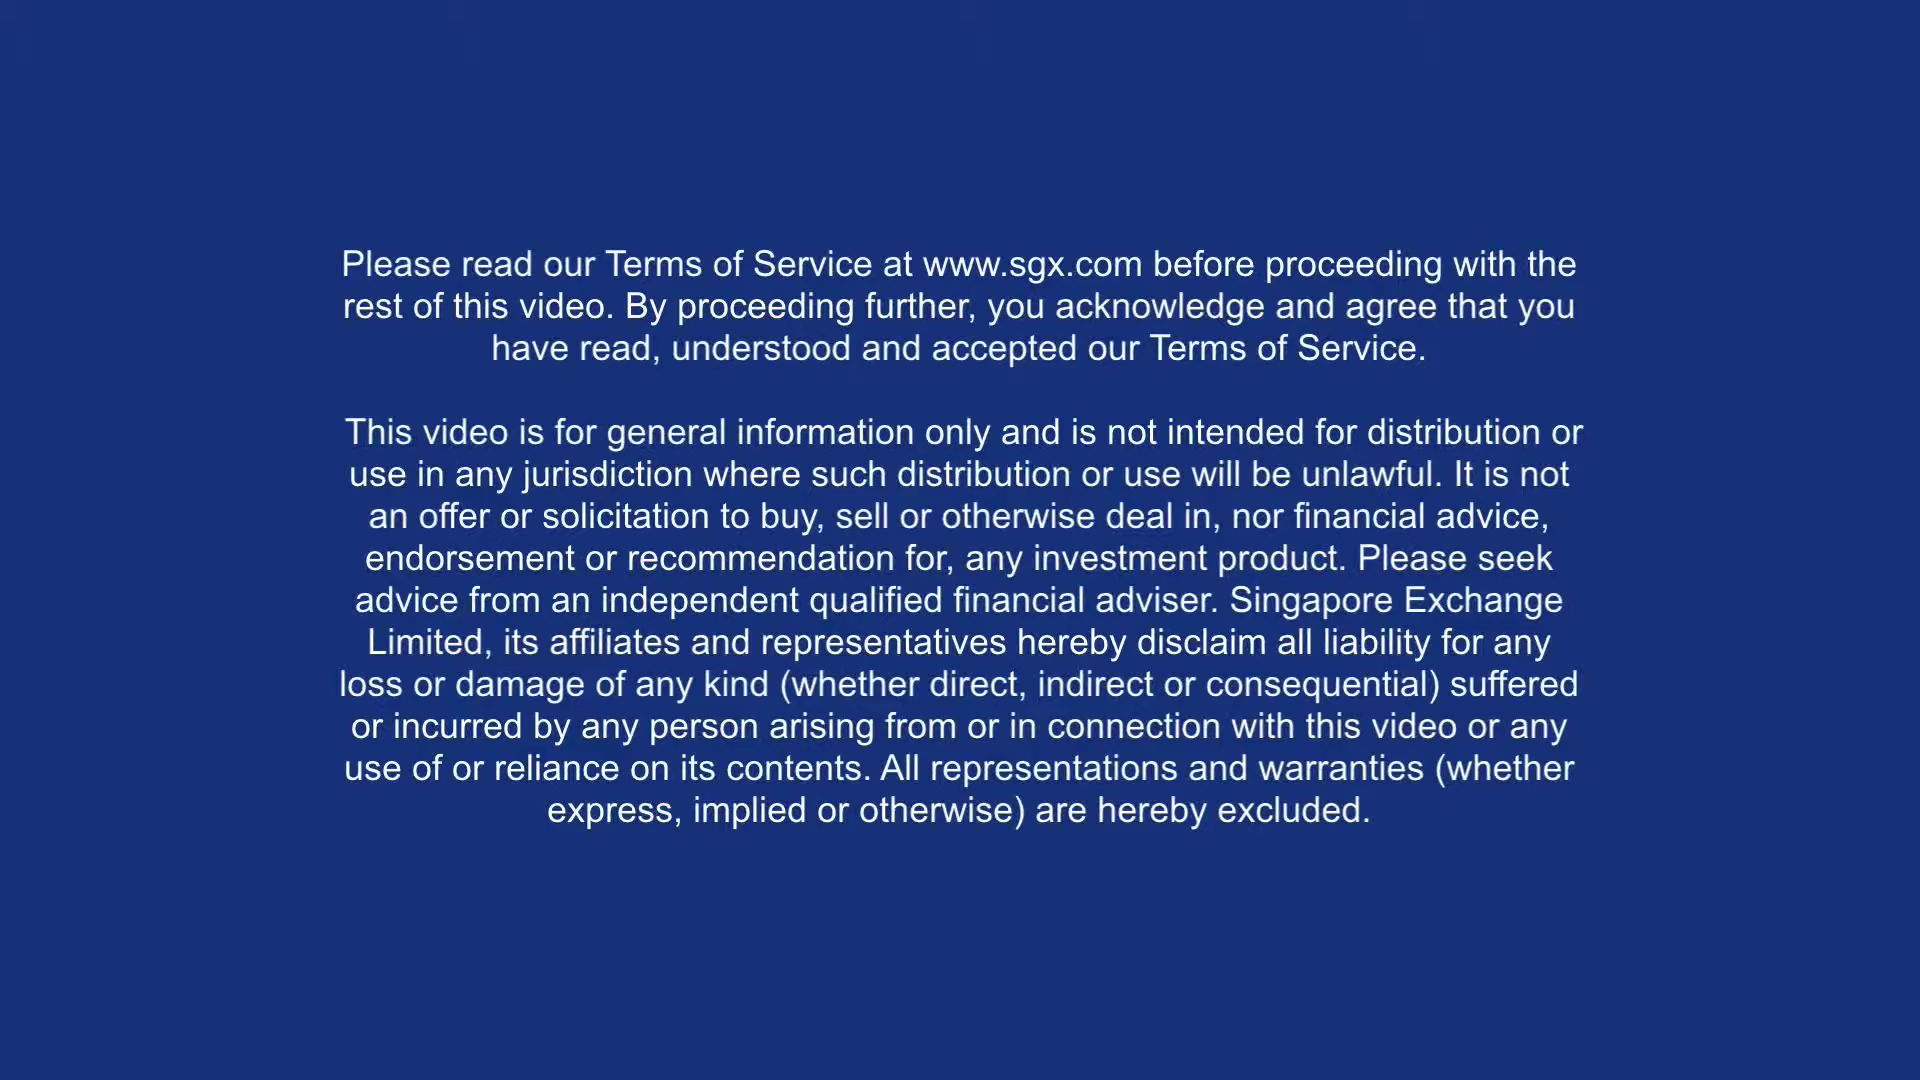 Please read our Terms of Service at www.sgx.com before proceeding with the
rest of this video. By proceeding further, you acknowledge and agree that you
have read, understood and accepted our Terms of Service.
This video is for general information only and is not intended for distribution or
use in any jurisdiction where such distribution or use will be unlawful. It is not
an offer or solicitation to buy, sell or otherwise deal in, nor financial advice,
endorsement or recommendation for, any investment product. Please seek
advice from an independent qualified financial adviser. Singapore Exchange
Limited, its affiliates and representatives hereby disclaim all liability for any
loss or damage of any kind (whether direct, indirect or consequential) suffered
or incurred by any person arising from or in connection with this video or any
use of or reliance on its contents. All representations and warranties (whether
express, implied or otherwise) are hereby excluded.